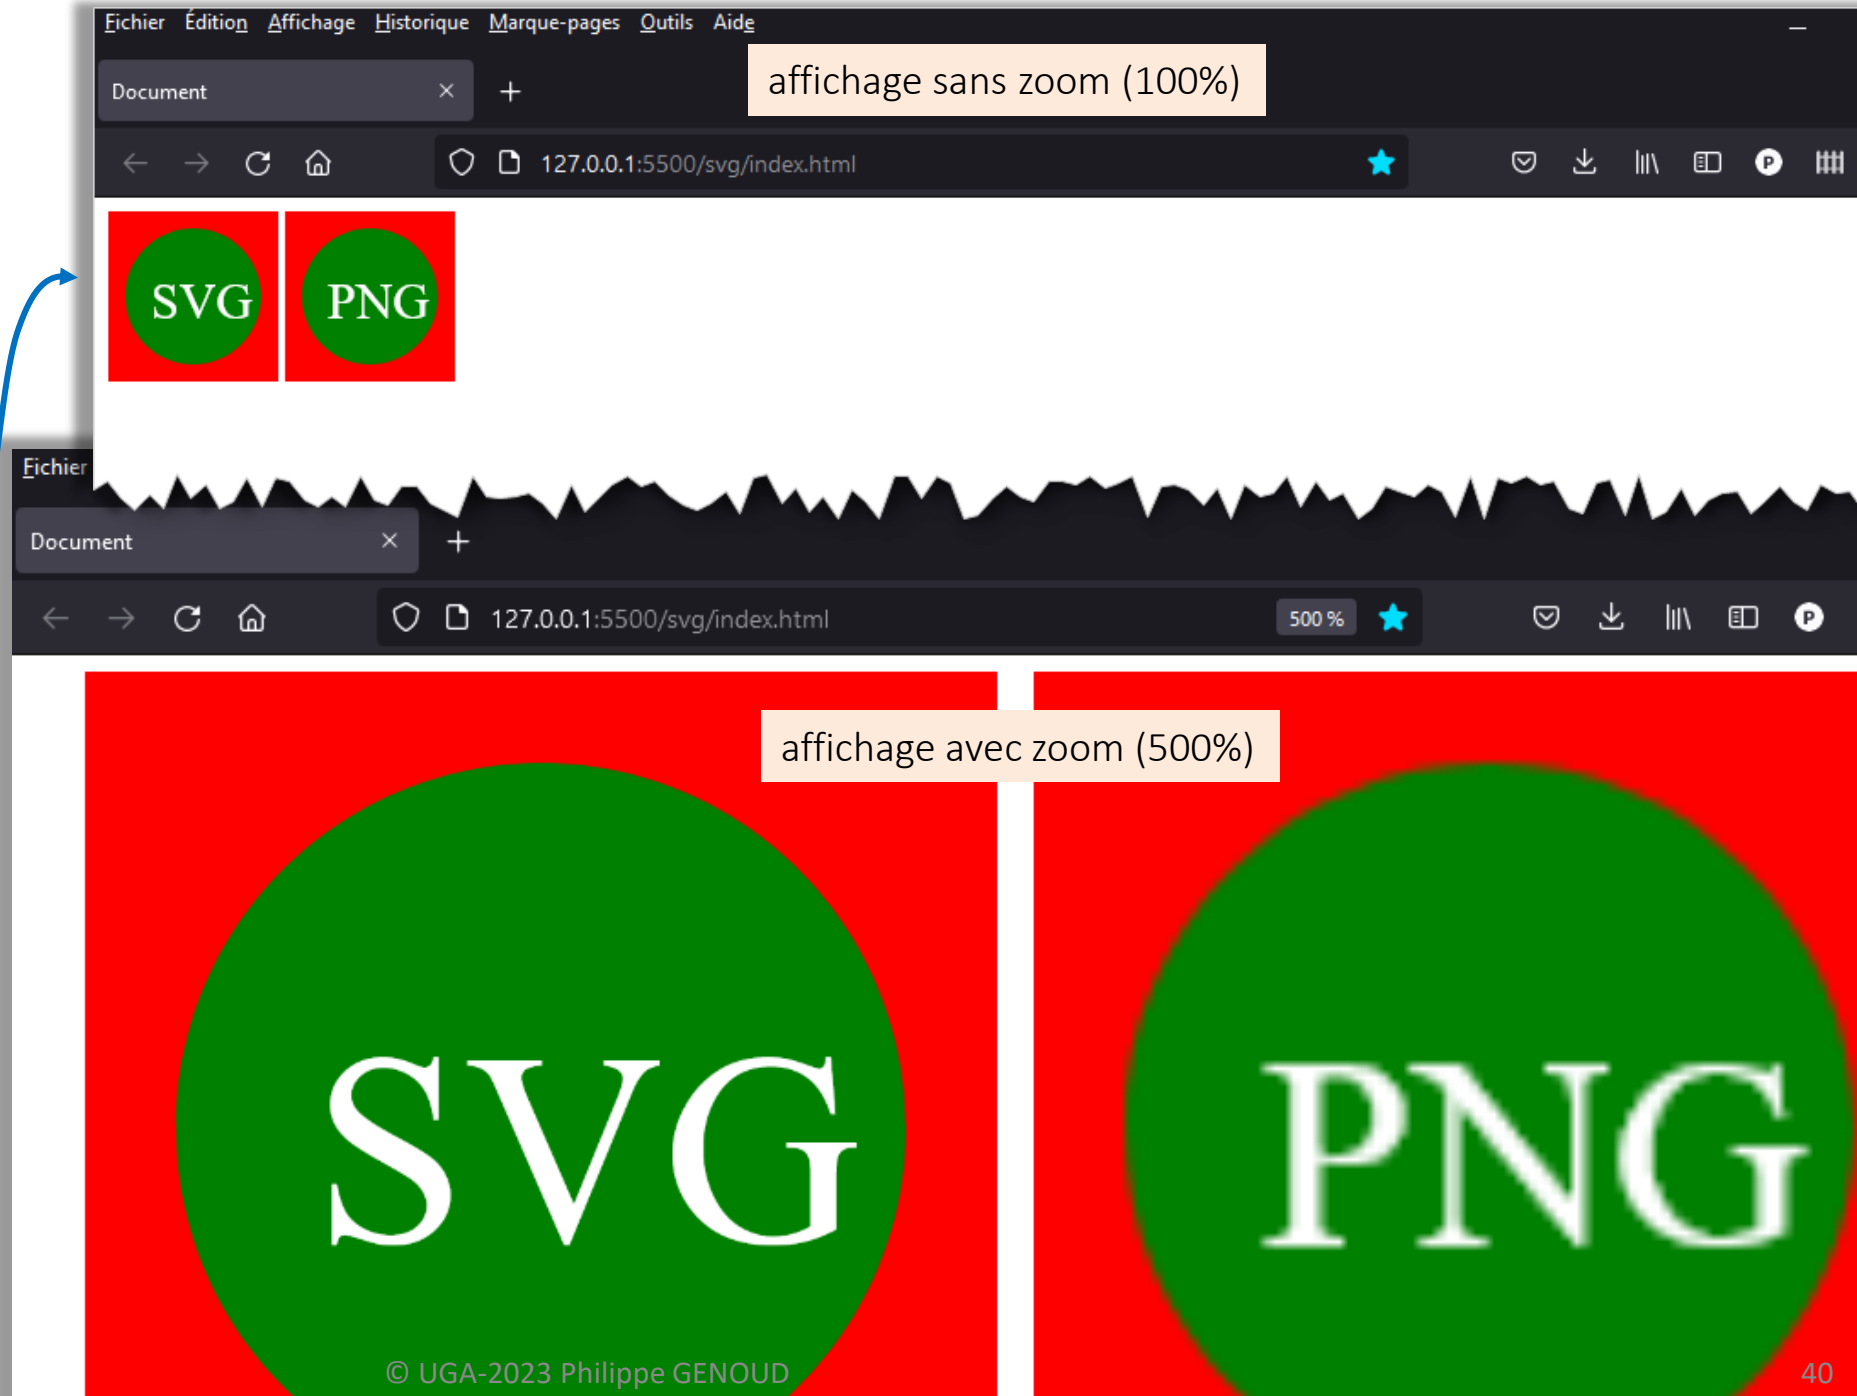 Fichier Édition Affichage Historique Marque-pages Outils Aide
affichage sans zoom (100%)
Document
127.0.0.1:5500/svg/index.html
P
SVG PNG
Fichier
Document
127.0.0.1:5500/svg/index.html 500 %
P
affichage avec zoom (500%)
SVG PNG
© UGA-2023 Philippe GENOUD 40